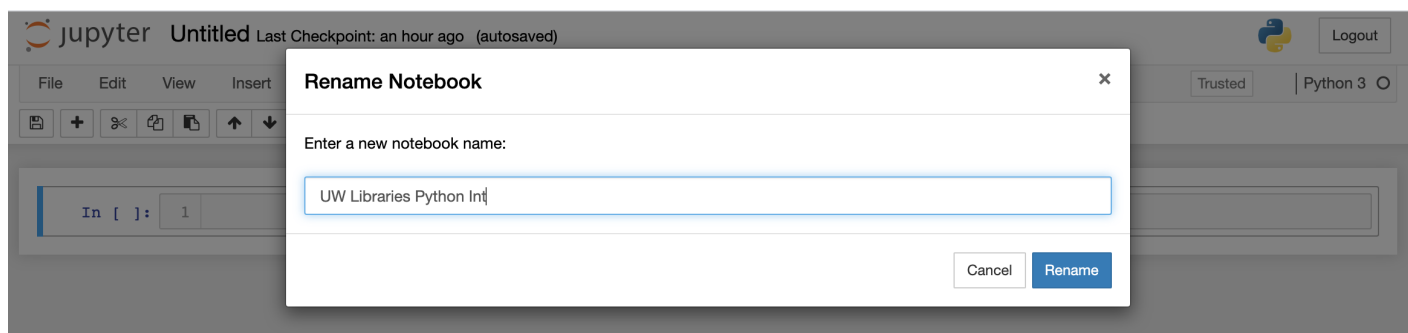 jupyter Untitled Last Checkpoint: an hour ago (autosaved) Logout
File Edit View Insert Trusted Python 3
Rename Notebook ×
Enter a new notebook name:
UW Libraries Python Int
In [ ]: 1
Cancel Rename